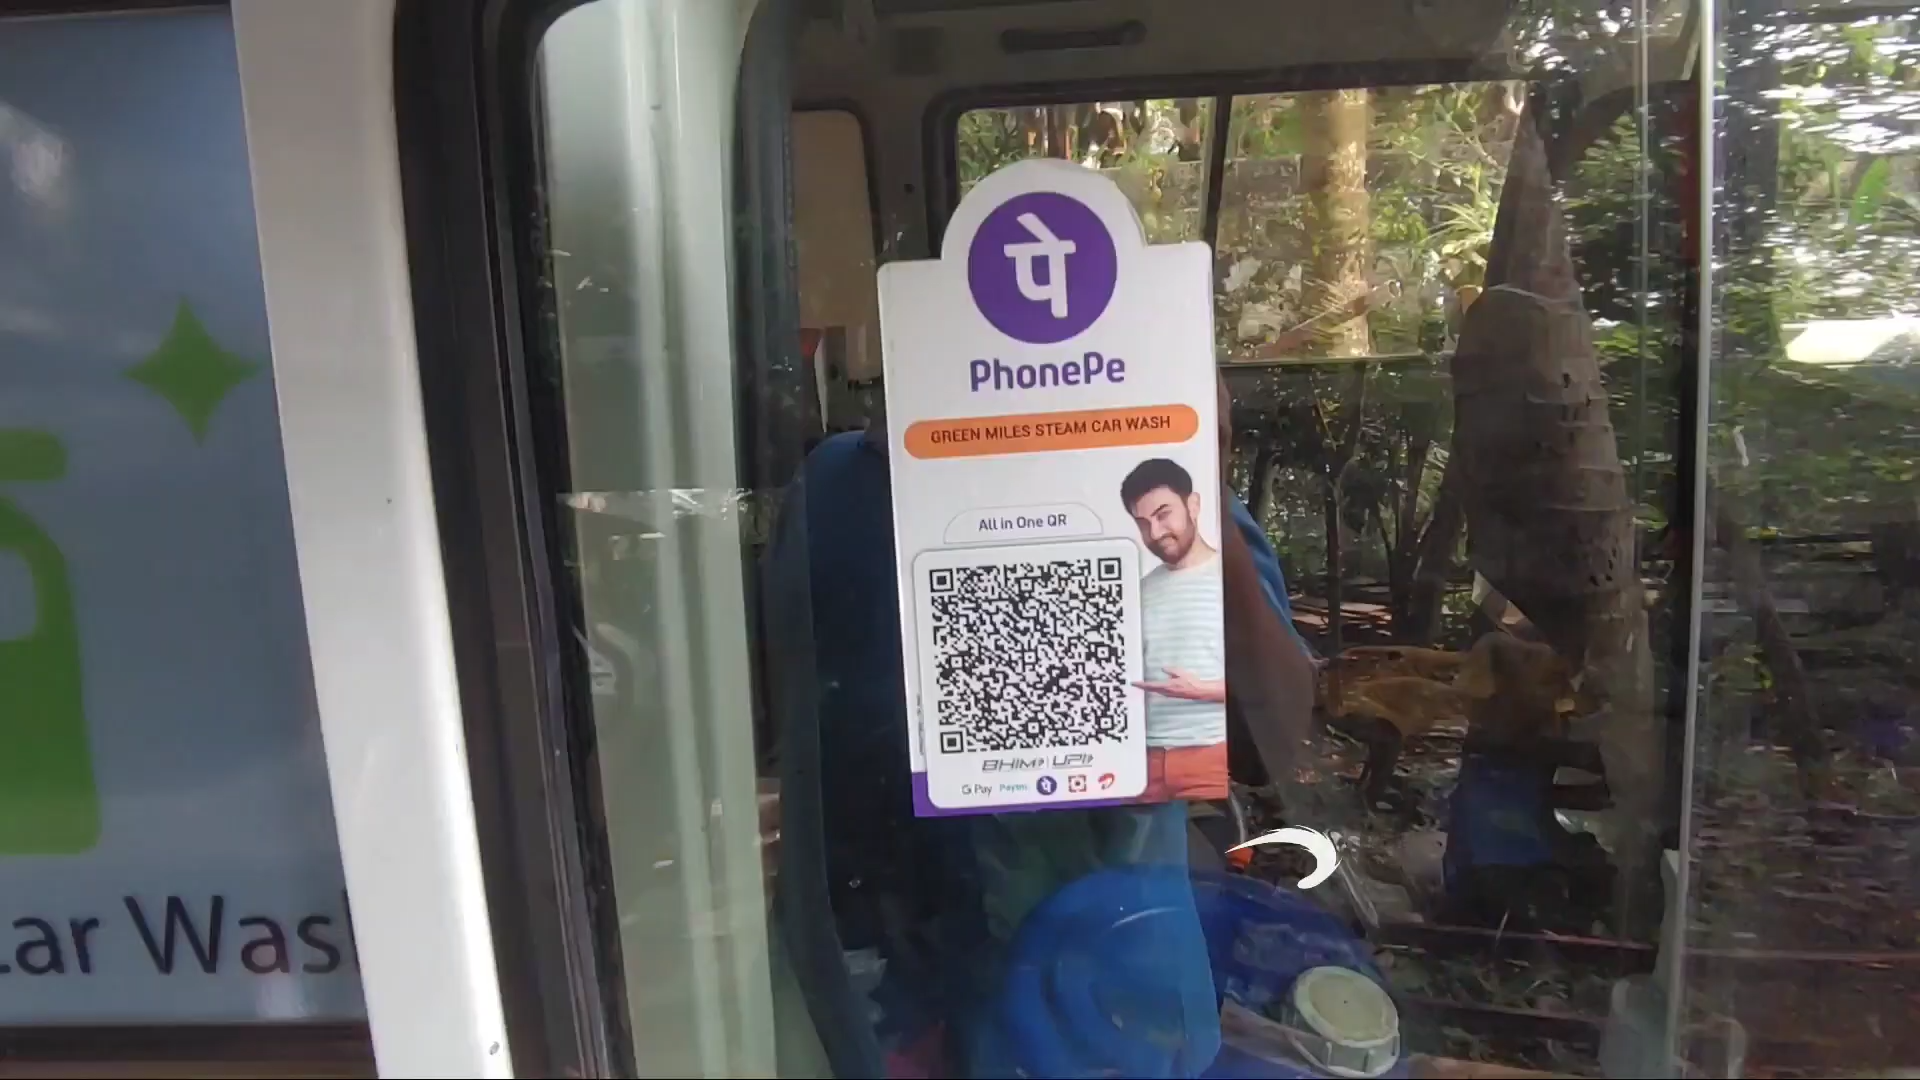 पे
PhonePe
GREEN MILES STEAM CAR WASH
All in One QR
BHIM UPI
G Pay Paytm पे
Car Wash